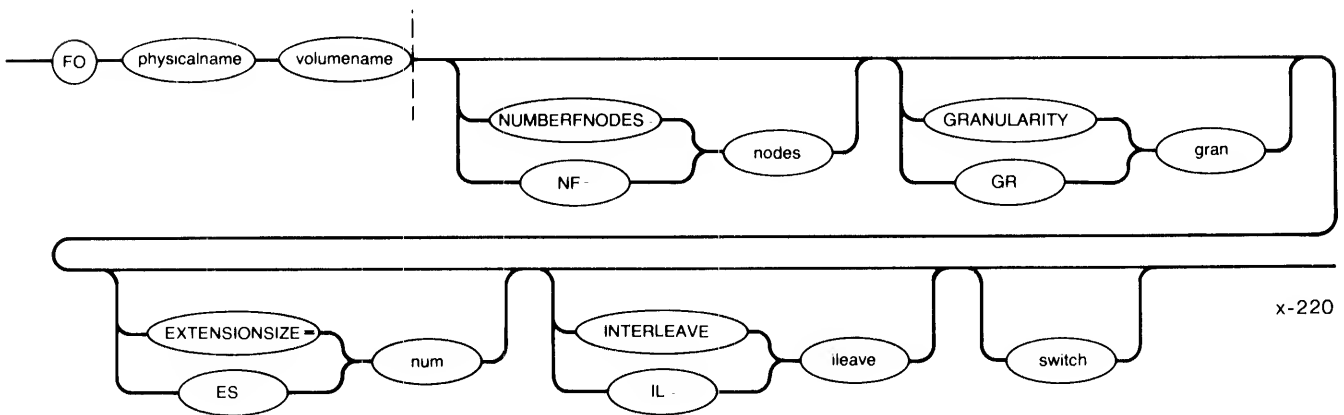 FO physicalname volumename
NUMBERFNODES
NF
nodes
GRANULARITY
GR
gran
EXTENSIONSIZE =
ES
num
INTERLEAVE
IL
ileave
switch
x-220